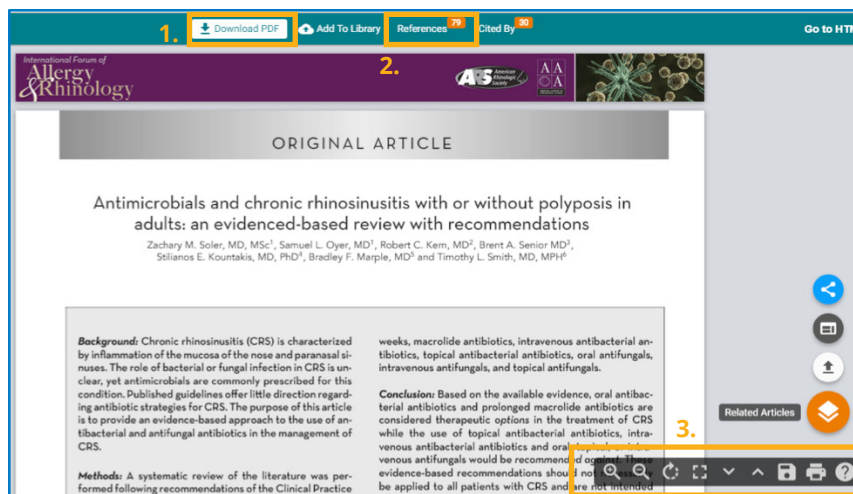 1.
Download PDF
Add To Library
References
79
Cited By
30
Go to HTM
2.
International Forum of
Allergy
& Rhinology
ARS American
Rhinologic
Society
AA
OA
ORIGINAL ARTICLE
Antimicrobials and chronic rhinosinusitis with or without polyposis in
adults: an evidenced-based review with recommendations
Zachary M. Soler, MD, MSc1, Samuel L. Oyer, MD1, Robert C. Kern, MD2, Brent A. Senior MD3,
Stilianos E. Kountakis, MD, PhD4, Bradley F. Marple, MD5 and Timothy L. Smith, MD, MPH6
Background: Chronic rhinosinusitis (CRS) is characterized
by inflammation of the mucosa of the nose and paranasal si-
nuses. The role of bacterial or fungal infection in CRS is un-
clear, yet antimicrobials are commonly prescribed for this
condition. Published guidelines offer little direction regard-
ing antibiotic strategies for CRS. The purpose of this article
is to provide an evidence-based approach to the use of an-
tibacterial and antifungal antibiotics in the management of
CRS.
Methods: A systematic review of the literature was per-
formed following recommendations of the Clinical Practice
weeks, macrolide antibiotics, intravenous antibacterial an-
tibiotics, topical antibacterial antibiotics, oral antifungals,
intravenous antifungals, and topical antifungals.
Conclusion: Based on the available evidence, oral antibac-
terial antibiotics and prolonged macrolide antibiotics are
considered therapeutic options in the treatment of CRS
while the use of topical antibacterial antibiotics, intra-
venous antibacterial antibiotics and oral, topical, or intra-
venous antifungals would be recommended against. These
evidence-based recommendations should not necessarily
be applied to all patients with CRS and are not intended
Related Articles
3.